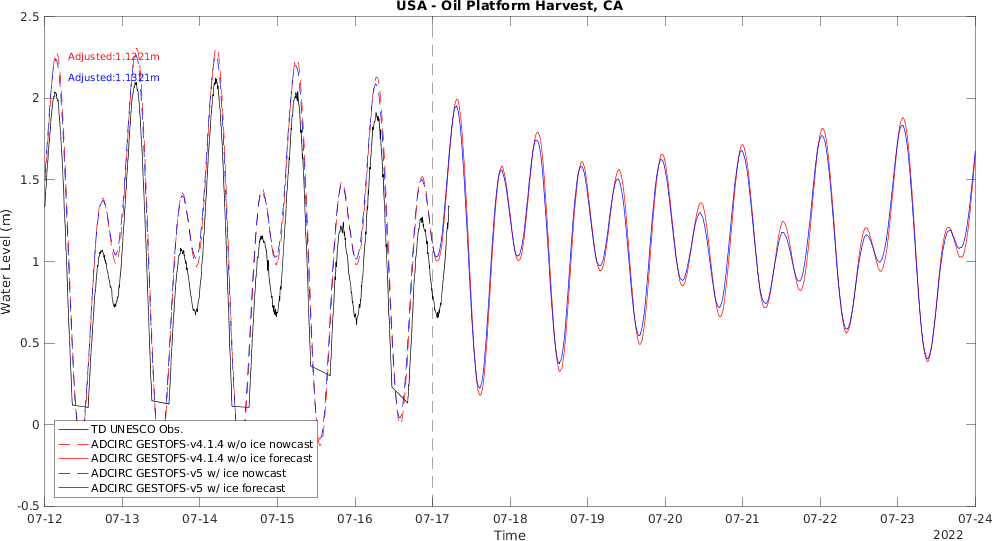 USA - Oil Platform Harvest, CA
2.5
2
1.5
1
0.5
0
-0.5
Water Level (m)
Adjusted:1.1221m
Adjusted:1.1321m
TD UNESCO Obs.
ADCIRC GESTOFS-v4.1.4 w/o ice nowcast
ADCIRC GESTOFS-v4.1.4 w/o ice forecast
ADCIRC GESTOFS-v5 w/ ice nowcast
ADCIRC GESTOFS-v5 w/ ice forecast
07-12 07-13 07-14 07-15 07-16 07-17 07-18 07-19 07-20 07-21 07-22 07-23 07-24
Time
2022